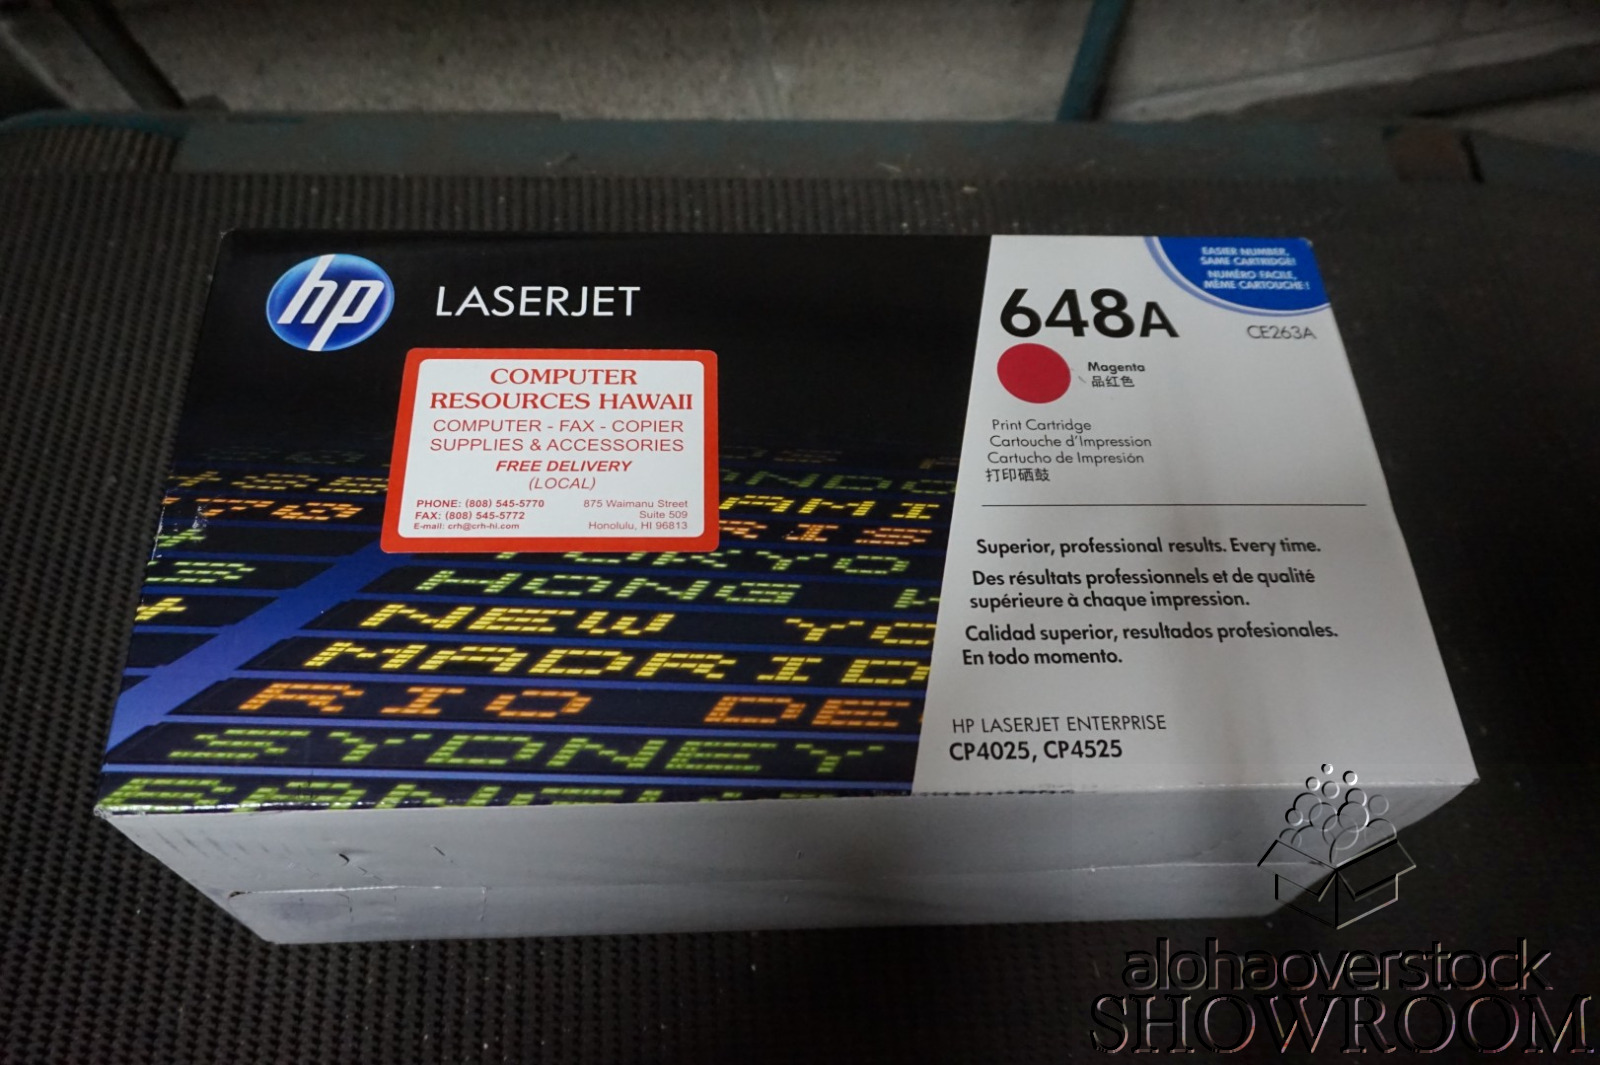 hp
LASERJET
COMPUTER
RESOURCES HAWAII
COMPUTER - FAX - COPIER
SUPPLIES & ACCESSORIES
FREE DELIVERY
(LOCAL)
PHONE: (808) 545-5770
FAX: (808) 545-5772
E-mail: crh@crh-hi.com
875 Waimanu Street
Suite 509
Honolulu, HI 96813
HONG
NEW YO
MADRID
RIO DE
SYDNEY
EASIER NUMBER,
SAME CARTRIDGE!
NUMÉRO FACILE,
MÊME CARTOUCHE!
648A
CE263A
Magenta
品红色
Print Cartridge
Cartouche d'Impression
Cartucho de Impresión
打印硒鼓
Superior, professional results. Every time.
Des résultats professionnels et de qualité
supérieure à chaque impression.
Calidad superior, resultados profesionales.
En todo momento.
HP LASERJET ENTERPRISE
CP4025, CP4525
alohaoverstock
SHOWROOM